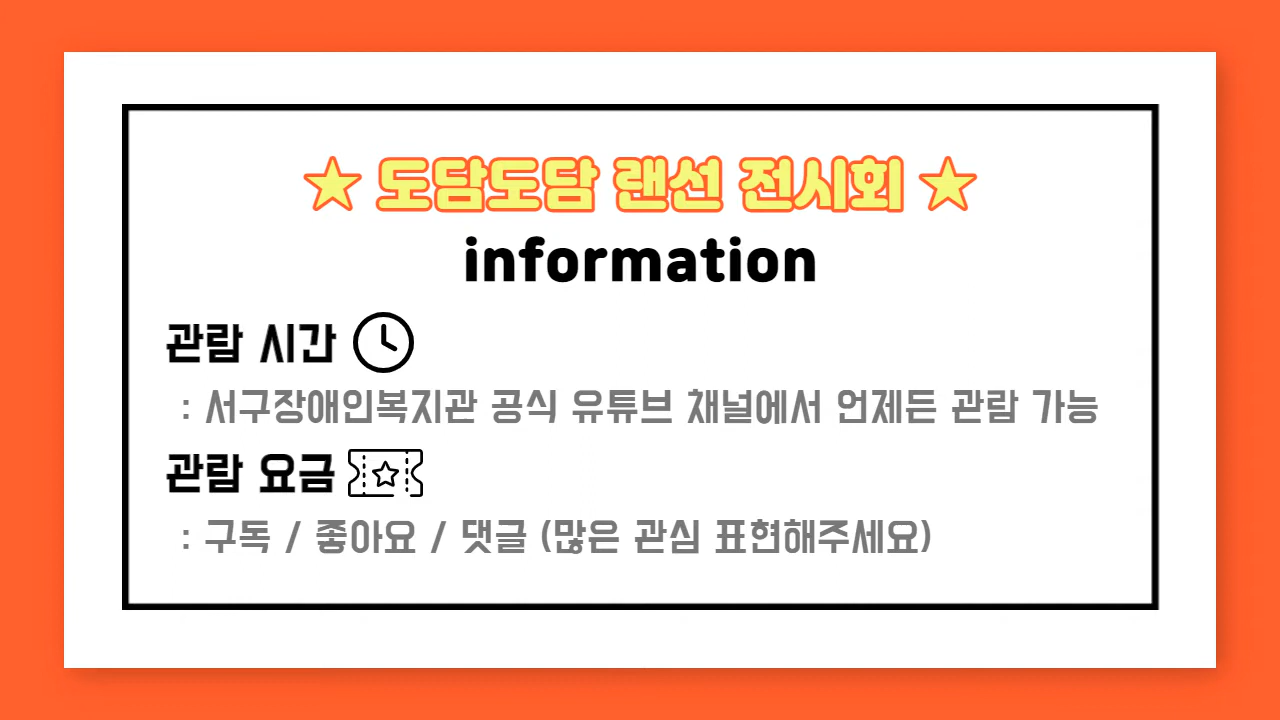 ★ 도담도담 랜선 전시회 ★
information
관람 시간
: 서구장애인복지관 공식 유튜브 채널에서 언제든 관람 가능
관람 요금
: 구독 / 좋아요 / 댓글 (많은 관심 표현해주세요)